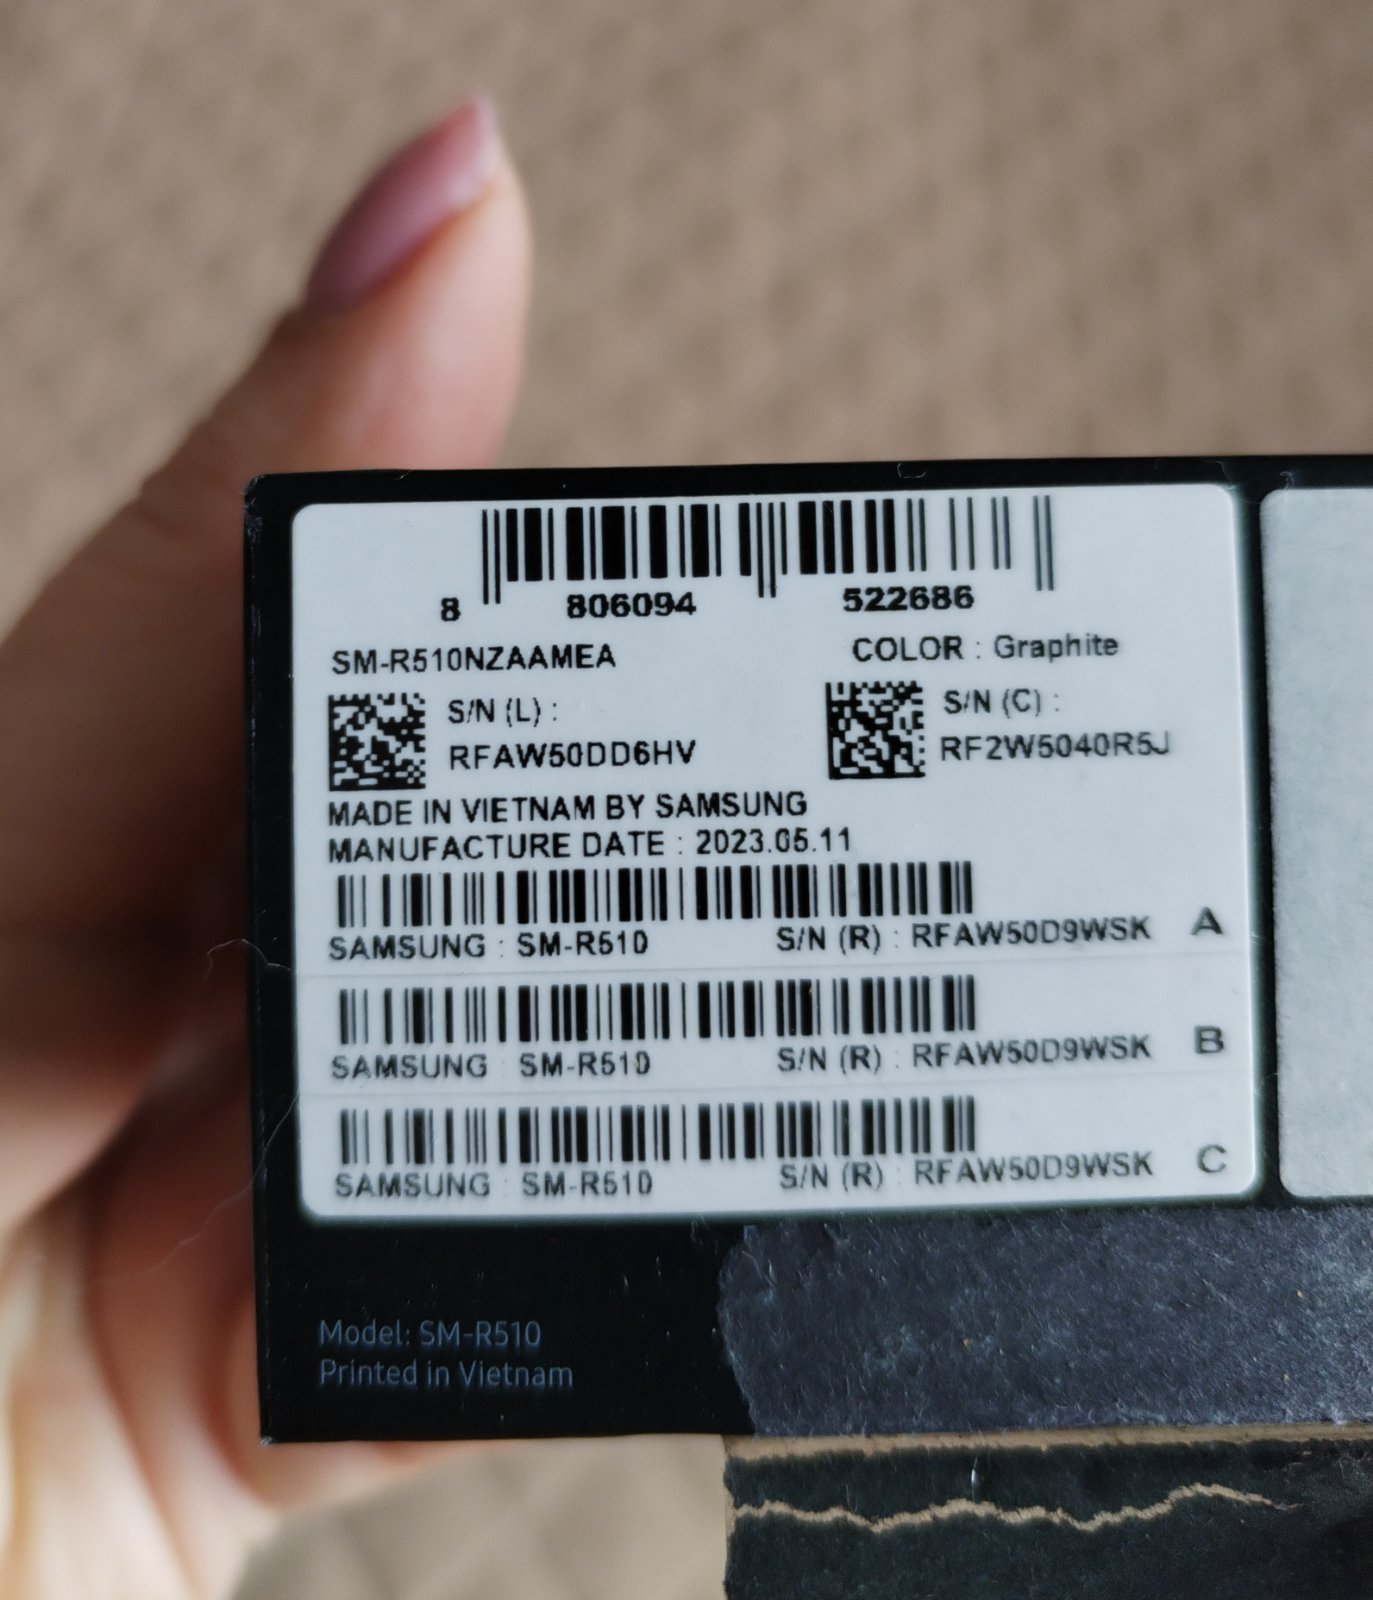 8 806094 522686
SM-R510NZAAMEA COLOR : Graphite
S/N (L) : S/N (C) :
RFAW50DD6HV RF2W5040R5J
MADE IN VIETNAM BY SAMSUNG
MANUFACTURE DATE : 2023.05.11
SAMSUNG : SM-R510 S/N (R) : RFAW50D9WSK A
SAMSUNG : SM-R510 S/N (R) : RFAW50D9WSK B
SAMSUNG : SM-R510 S/N (R) : RFAW50D9WSK C
Model: SM-R510
Printed in Vietnam